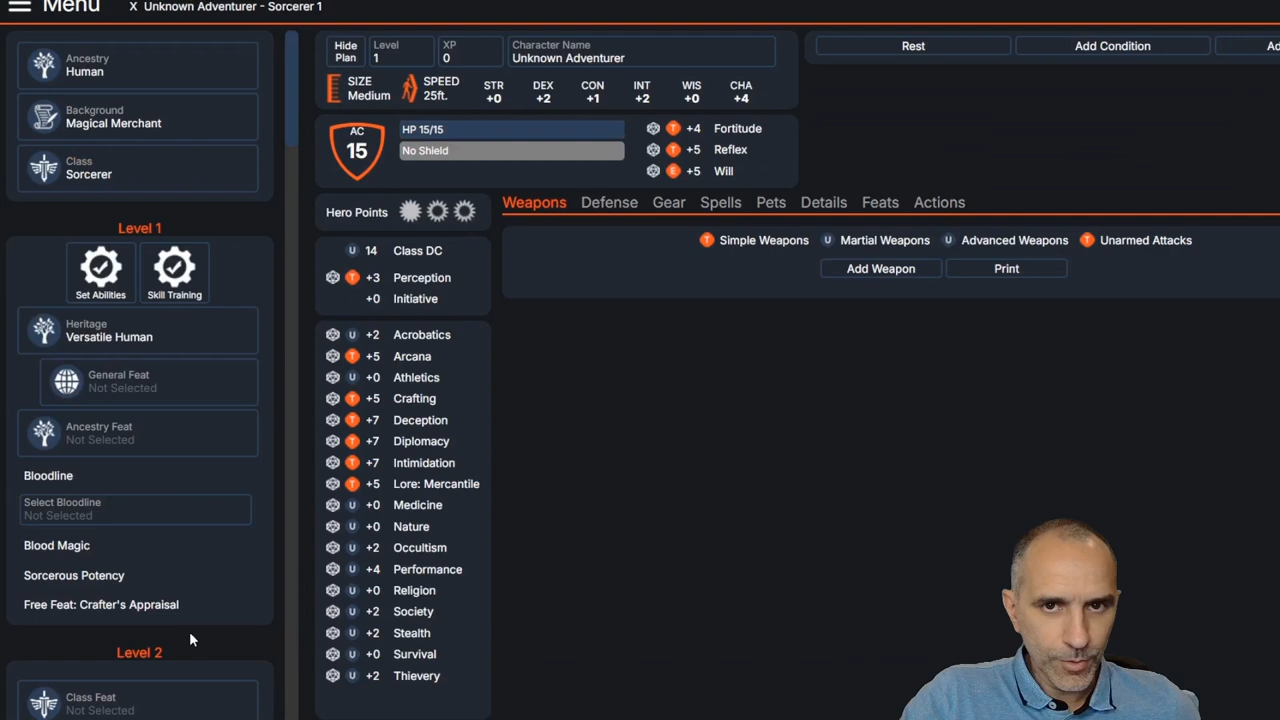 Menu
X Unknown Adventurer - Sorcerer 1
Ancestry
Human
Background
Magical Merchant
Class
Sorcerer
Level 1
Set Abilities
Skill Training
Heritage
Versatile Human
General Feat
Not Selected
Ancestry Feat
Not Selected
Bloodline
Select Bloodline
Not Selected
Blood Magic
Sorcerous Potency
Free Feat: Crafter's Appraisal
Level 2
Class Feat
Not Selected
Hide Plan
Level
1
XP
0
Character Name
Unknown Adventurer
SIZE
Medium
SPEED
25ft.
STR DEX CON INT WIS CHA
+0 +2 +1 +2 +0 +4
AC
15
HP 15/15
No Shield
T +4 Fortitude
T +5 Reflex
E +5 Will
Hero Points
U 14 Class DC
T +3 Perception
+0 Initiative
U +2 Acrobatics
T +5 Arcana
U +0 Athletics
T +5 Crafting
T +7 Deception
T +7 Diplomacy
T +7 Intimidation
T +5 Lore: Mercantile
U +0 Medicine
U +0 Nature
U +2 Occultism
U +4 Performance
U +0 Religion
U +2 Society
U +2 Stealth
U +0 Survival
U +2 Thievery
Rest
Add Condition
Weapons Defense Gear Spells Pets Details Feats Actions
T Simple Weapons U Martial Weapons U Advanced Weapons T Unarmed Attacks
Add Weapon
Print